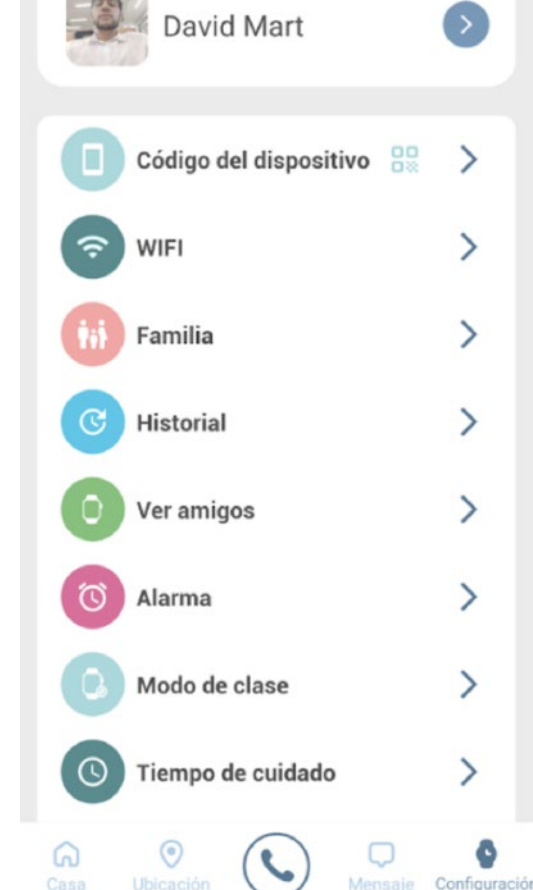 David Mart
Código del dispositivo
WIFI
Familia
Historial
Ver amigos
Alarma
Modo de clase
Tiempo de cuidado
Casa Ubicación Mensaje Configuración